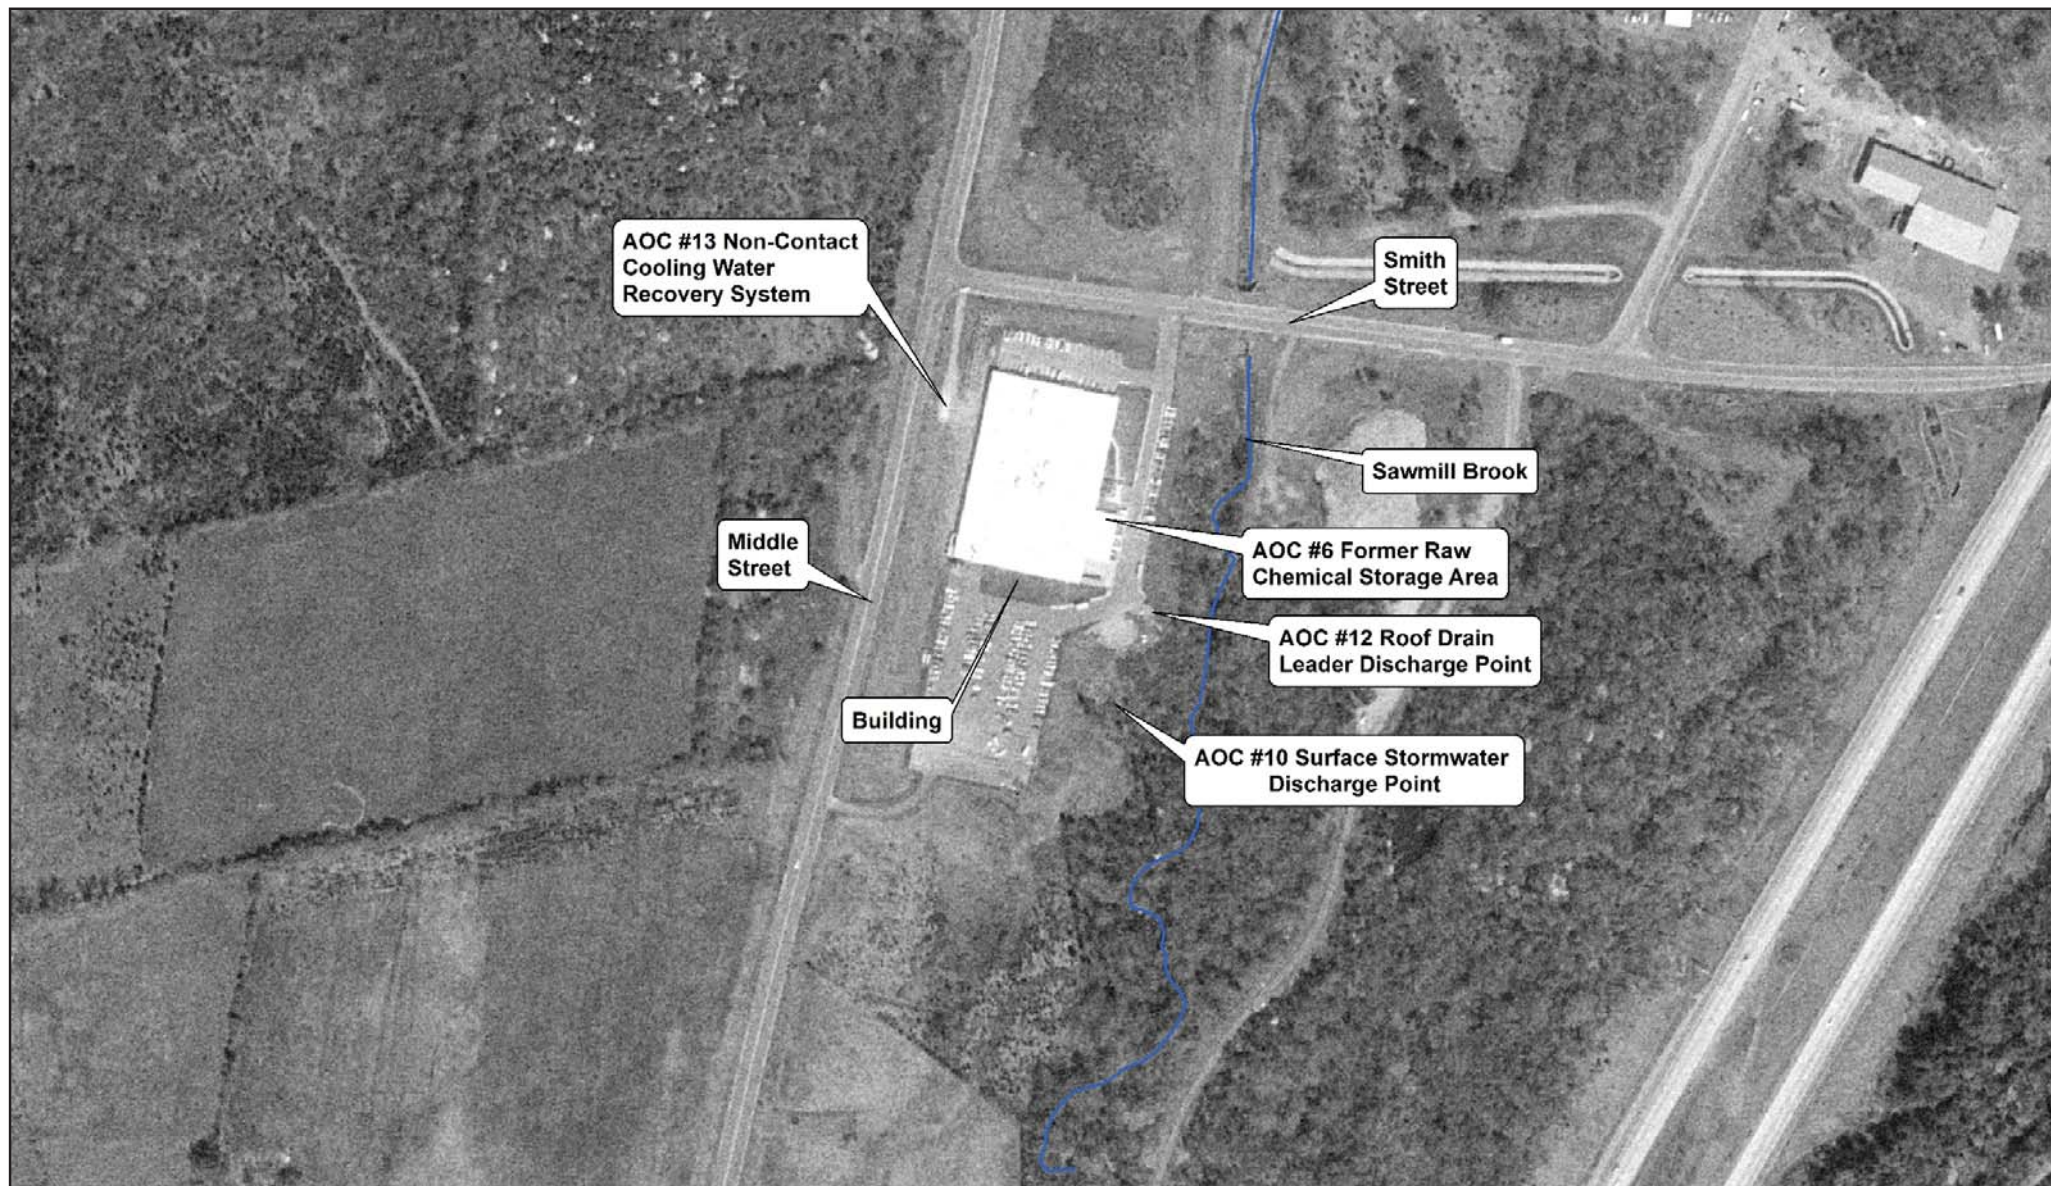 AOC #13 Non-Contact
Cooling Water
Recovery System
Smith
Street
Sawmill Brook
Middle
Street
AOC #6 Former Raw
Chemical Storage Area
AOC #12 Roof Drain
Leader Discharge Point
Building
AOC #10 Surface Stormwater
Discharge Point